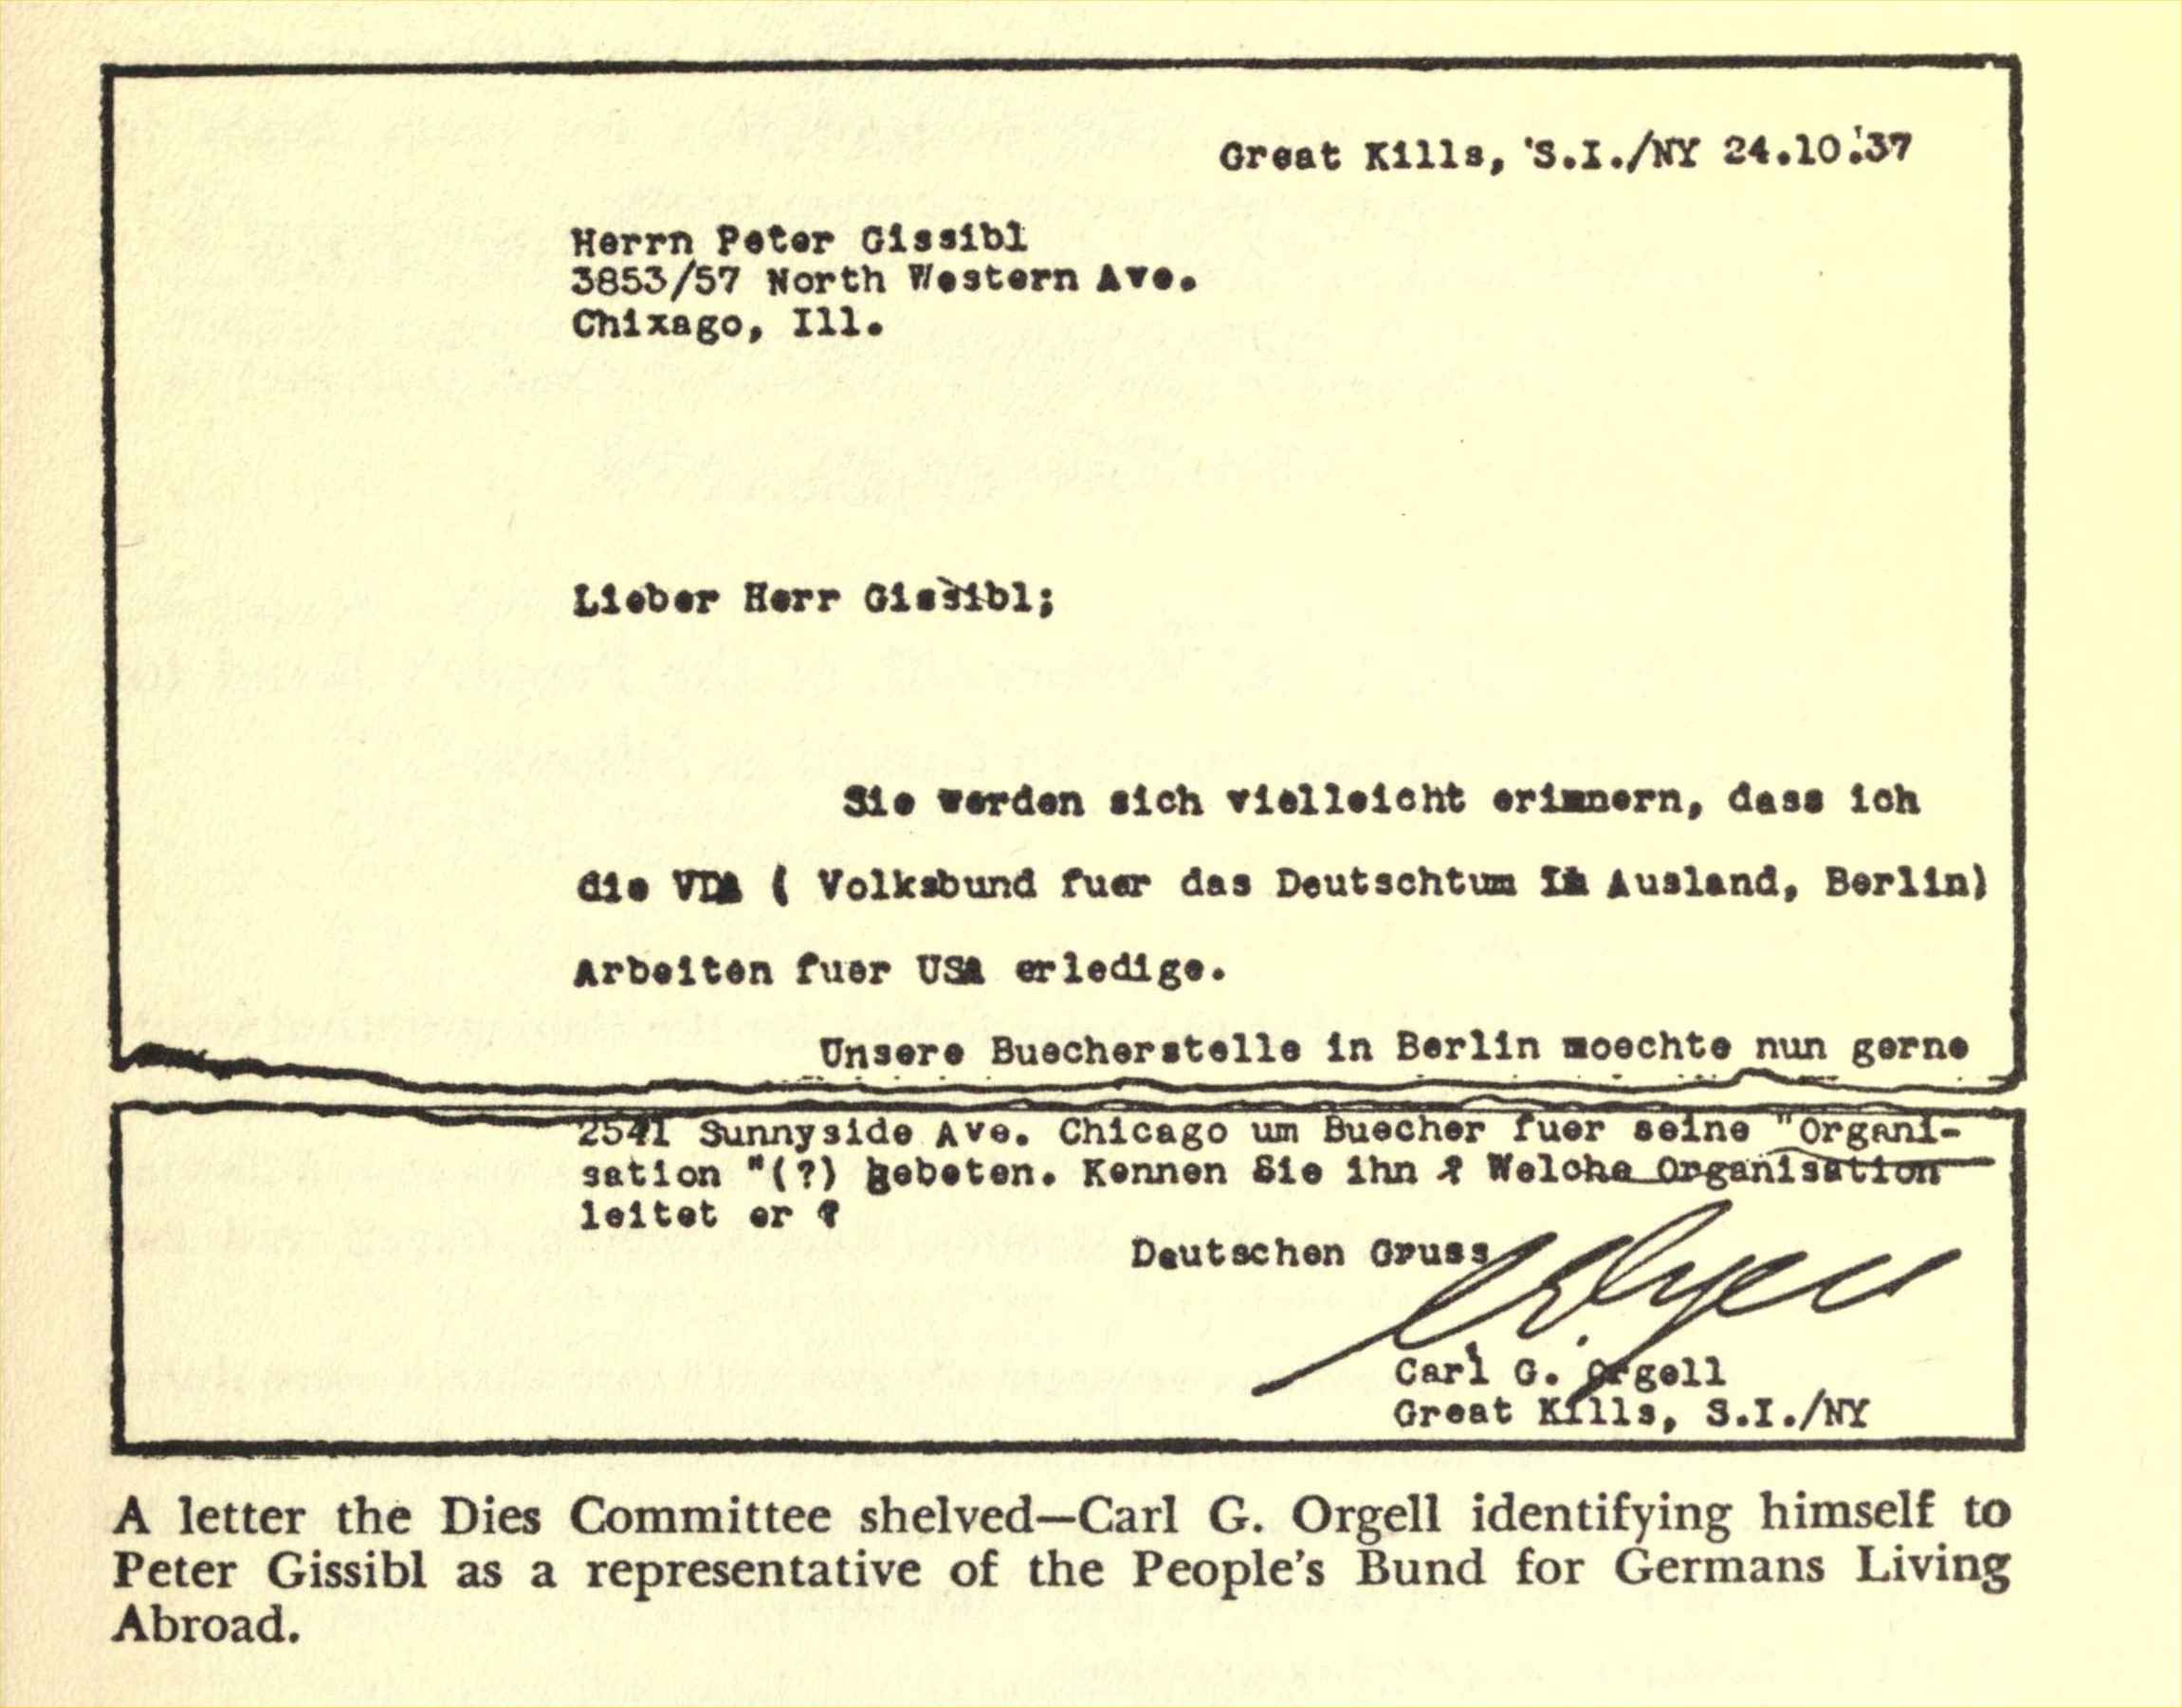 Great Kills, S.I./NY 24.10.'37
Herrn Peter Gissibl
3853/57 North Western Ave.
Chixago, Ill.
Lieber Herr Gissibl;
Sie werden sich vielleicht erinnern, dass ich
die VDA ( Volksbund fuer das Deutschtum Im Ausland, Berlin)
Arbeiten fuer USA erledige.
Unsere Buecherstelle in Berlin moechte nun gerne
2541 Sunnyside Ave. Chicago um Buecher fuer seine "Organi-
sation "(?) gebeten. Kennen Sie ihn ? Welche Organisation
leitet er ?
Deutschen Gruss
C. G. Orgell
Carl G. Orgell
Great Kills, S.I./NY
A letter the Dies Committee shelved—Carl G. Orgell identifying himself to
Peter Gissibl as a representative of the People's Bund for Germans Living
Abroad.